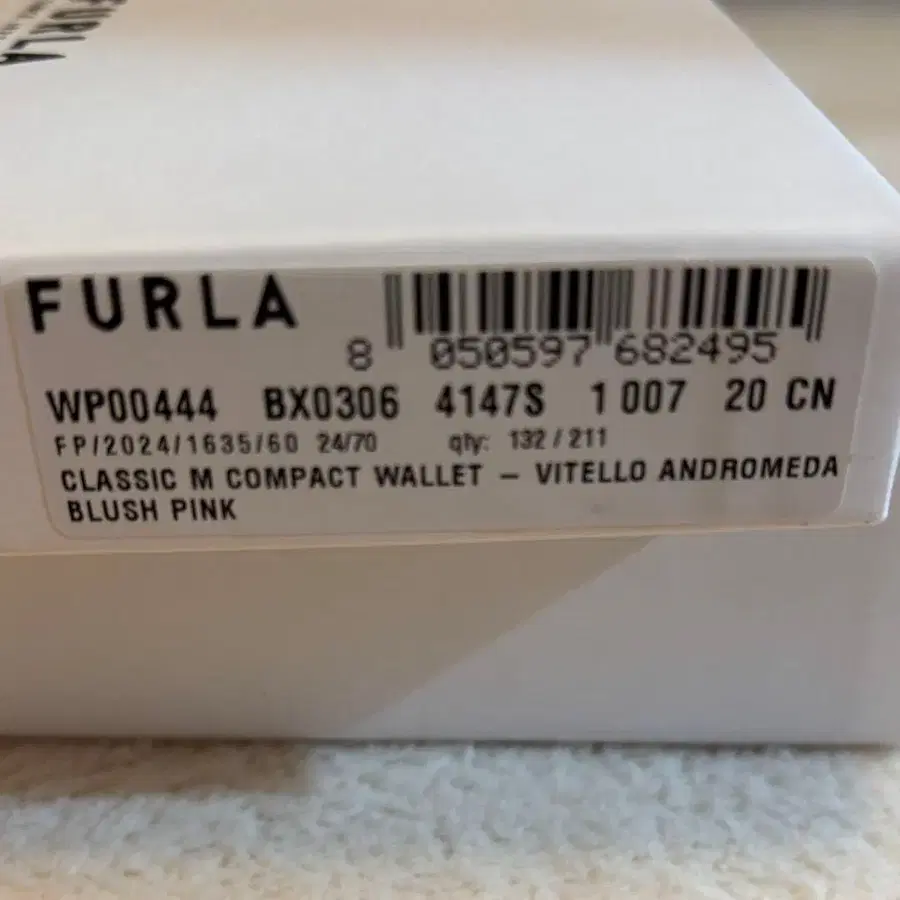 FURLA
FURLA
8 050597 682495
WP00444 BX0306 4147S 1 007 20 CN
FP/2024/1635/60 24/70 qty: 132/211
CLASSIC M COMPACT WALLET – VITELLO ANDROMEDA
BLUSH PINK